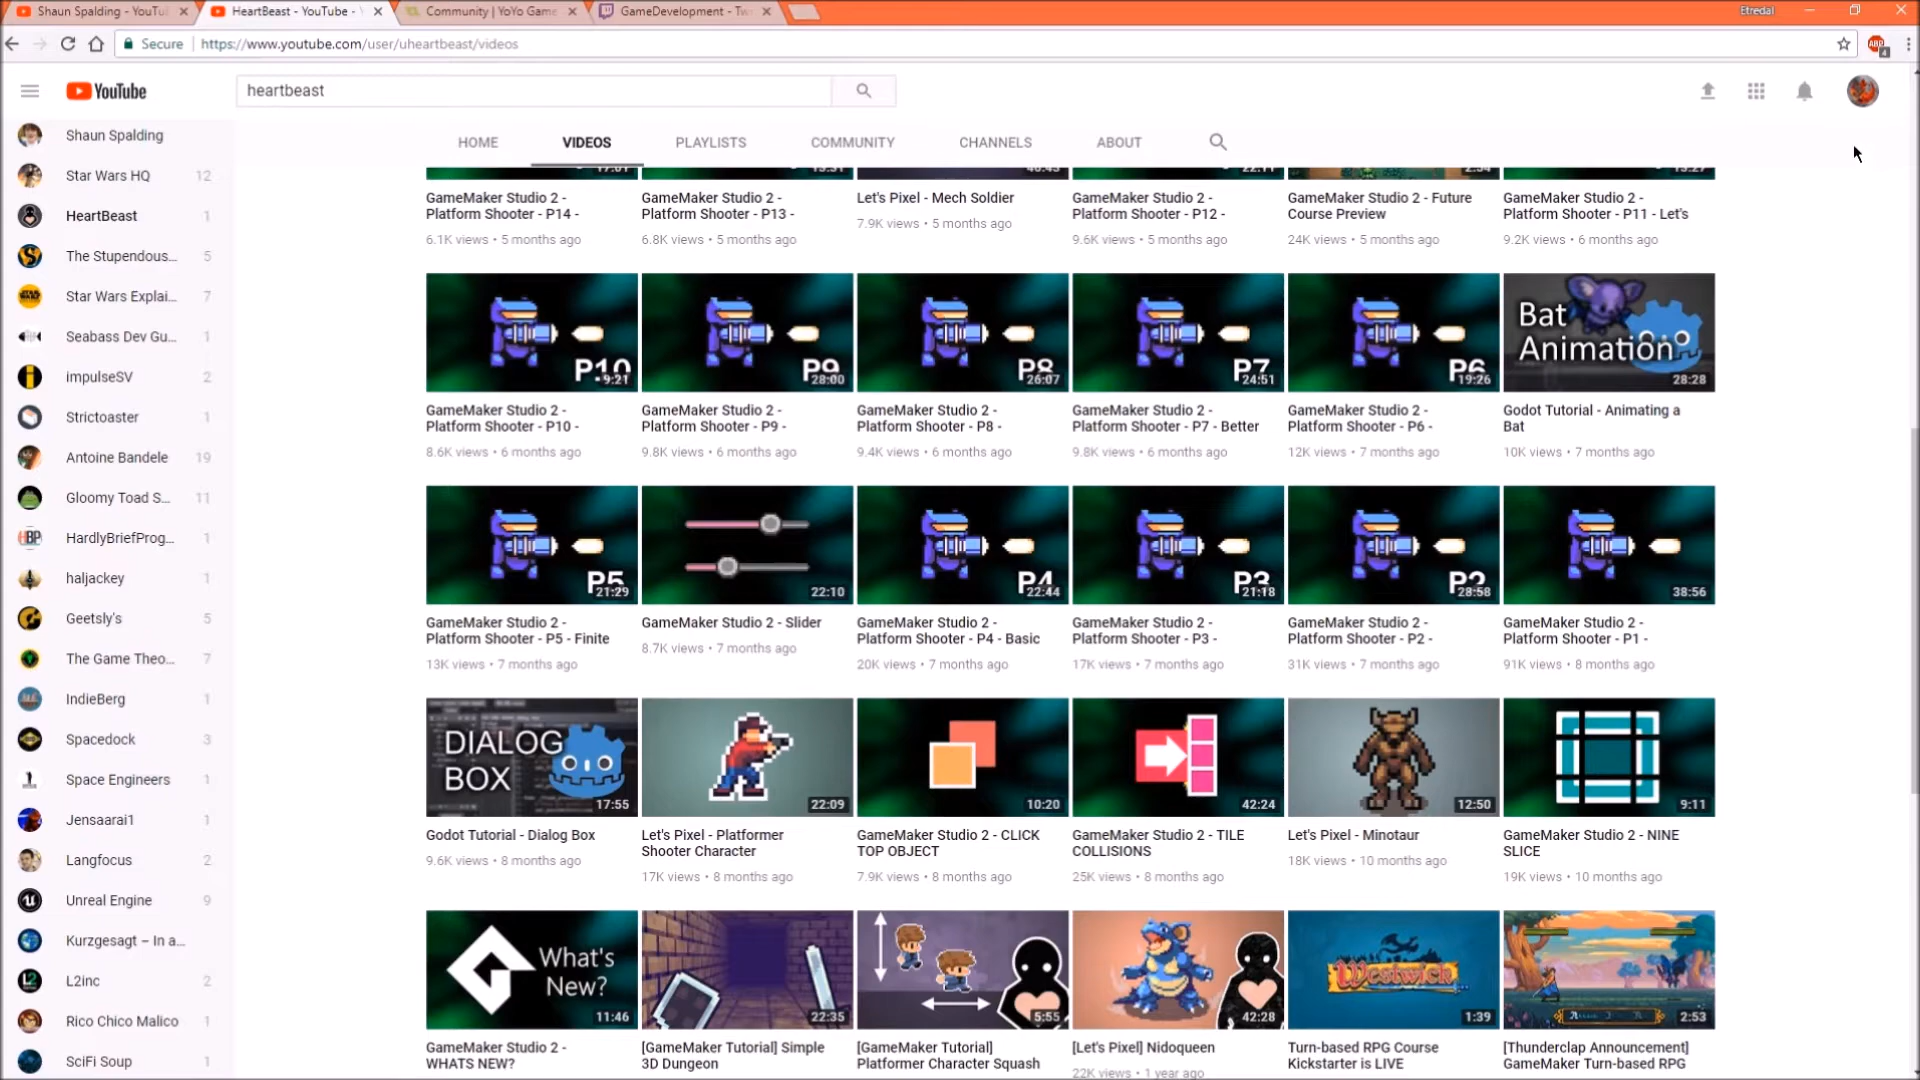 Shaun Spalding - YouTu
HeartBeast - YouTube -
Community | YoYo Game
GameDevelopment - Tw
Etredal
Secure
https://www.youtube.com/user/uheartbeast/videos
ABP
4
YouTube
heartbeast
HOME
VIDEOS
PLAYLISTS
COMMUNITY
CHANNELS
ABOUT
Shaun Spalding
Star Wars HQ 12
HeartBeast 1
The Stupendous... 5
Star Wars Explai... 7
Seabass Dev Gu... 1
impulseSV 2
Strictoaster 1
Antoine Bandele 19
Gloomy Toad S... 11
HardlyBriefProg... 1
haljackey 1
Geetsly's 5
The Game Theo... 7
IndieBerg 1
Spacedock 3
Space Engineers 1
Jensaarai1 1
Langfocus 2
Unreal Engine 9
Kurzgesagt – In a...
L2inc 2
Rico Chico Malico 1
SciFi Soup 1
GameMaker Studio 2 -
Platform Shooter - P14 -
6.1K views • 5 months ago
GameMaker Studio 2 -
Platform Shooter - P13 -
6.8K views • 5 months ago
Let's Pixel - Mech Soldier
7.9K views • 5 months ago
GameMaker Studio 2 -
Platform Shooter - P12 -
9.6K views • 5 months ago
GameMaker Studio 2 - Future
Course Preview
24K views • 5 months ago
GameMaker Studio 2 -
Platform Shooter - P11 - Let's
9.2K views • 6 months ago
P10
9:21
GameMaker Studio 2 -
Platform Shooter - P10 -
8.6K views • 6 months ago
P9
28:00
GameMaker Studio 2 -
Platform Shooter - P9 -
9.8K views • 6 months ago
P8
26:07
GameMaker Studio 2 -
Platform Shooter - P8 -
9.4K views • 6 months ago
P7
24:51
GameMaker Studio 2 -
Platform Shooter - P7 - Better
9.8K views • 6 months ago
P6
19:26
GameMaker Studio 2 -
Platform Shooter - P6 -
12K views • 7 months ago
Bat
Animation
28:28
Godot Tutorial - Animating a
Bat
10K views • 7 months ago
P5
21:29
GameMaker Studio 2 -
Platform Shooter - P5 - Finite
13K views • 7 months ago
22:10
GameMaker Studio 2 - Slider
8.7K views • 7 months ago
P4
22:44
GameMaker Studio 2 -
Platform Shooter - P4 - Basic
20K views • 7 months ago
P3
21:18
GameMaker Studio 2 -
Platform Shooter - P3 -
17K views • 7 months ago
P2
28:58
GameMaker Studio 2 -
Platform Shooter - P2 -
31K views • 7 months ago
38:56
GameMaker Studio 2 -
Platform Shooter - P1 -
91K views • 8 months ago
DIALOG
BOX
17:55
Godot Tutorial - Dialog Box
9.6K views • 8 months ago
22:09
Let's Pixel - Platformer
Shooter Character
17K views • 8 months ago
10:20
GameMaker Studio 2 - CLICK
TOP OBJECT
7.9K views • 8 months ago
42:24
GameMaker Studio 2 - TILE
COLLISIONS
25K views • 8 months ago
12:50
Let's Pixel - Minotaur
18K views • 10 months ago
9:11
GameMaker Studio 2 - NINE
SLICE
19K views • 10 months ago
What's
New?
11:46
GameMaker Studio 2 -
WHATS NEW?
22:35
[GameMaker Tutorial] Simple
3D Dungeon
5:55
[GameMaker Tutorial]
Platformer Character Squash
42:28
[Let's Pixel] Nidoqueen
22K views • 1 year ago
Westwick
1:39
Turn-based RPG Course
Kickstarter is LIVE
2:53
[Thunderclap Announcement]
GameMaker Turn-based RPG